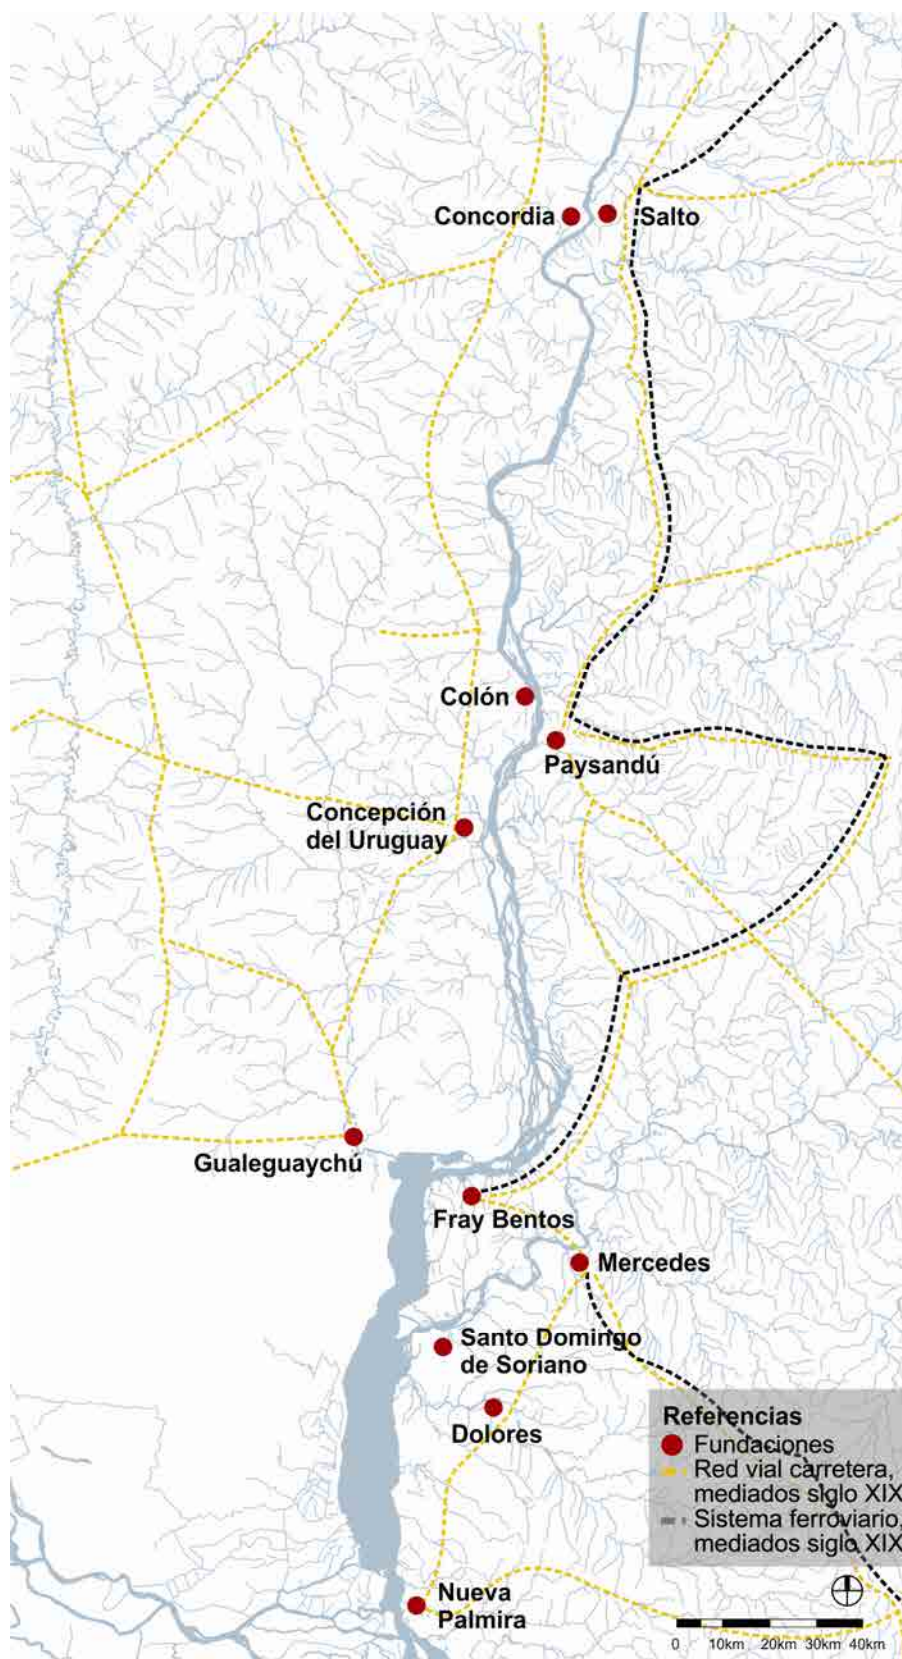 Concordia
Salto
Colón
Paysandú
Concepción
del Uruguay
Gualeguaychú
Fray Bentos
Mercedes
Santo Domingo
de Soriano
Dolores
Referencias
Fundaciones
Red vial carretera,
mediados siglo XIX
Sistema ferroviario,
mediados siglo XIX
Nueva
Palmira
0 10km 20km 30km 40km